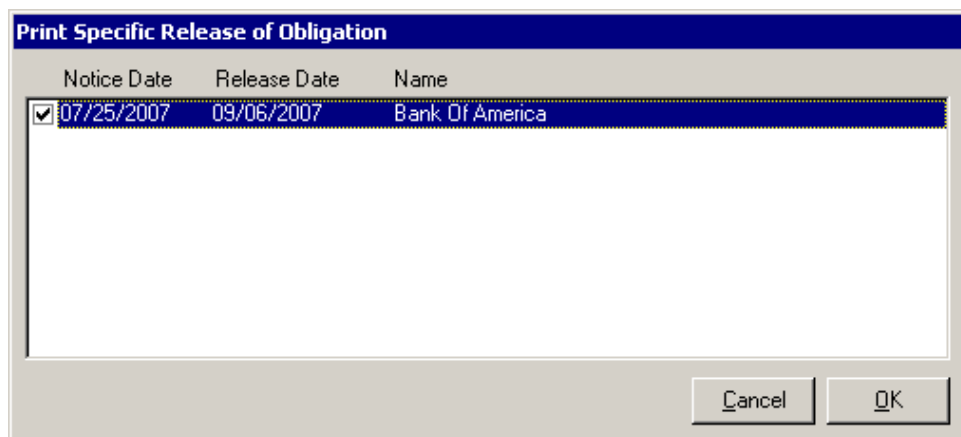 Print Specific Release of Obligation
Notice Date Release Date Name
07/25/2007 09/06/2007 Bank Of America
Cancel OK